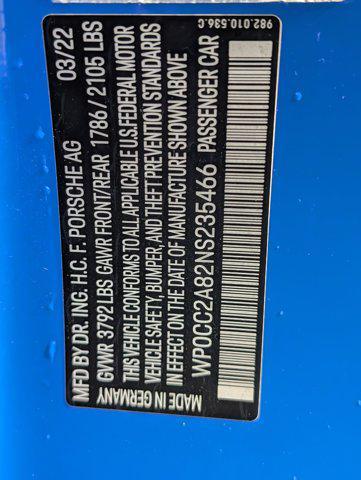 MFD BY DR. ING. H.C. F. PORSCHE AG 03/22
GVWR 3792 LBS GAWR FRONT/REAR 1786/2105 LBS
THIS VEHICLE CONFORMS TO ALL APPLICABLE U.S. FEDERAL MOTOR
VEHICLE SAFETY, BUMPER, AND THEFT PREVENTION STANDARDS
IN EFFECT ON THE DATE OF MANUFACTURE SHOWN ABOVE
WP0CC2A82NS235466 PASSENGER CAR
MADE IN GERMANY 982.010.536.C